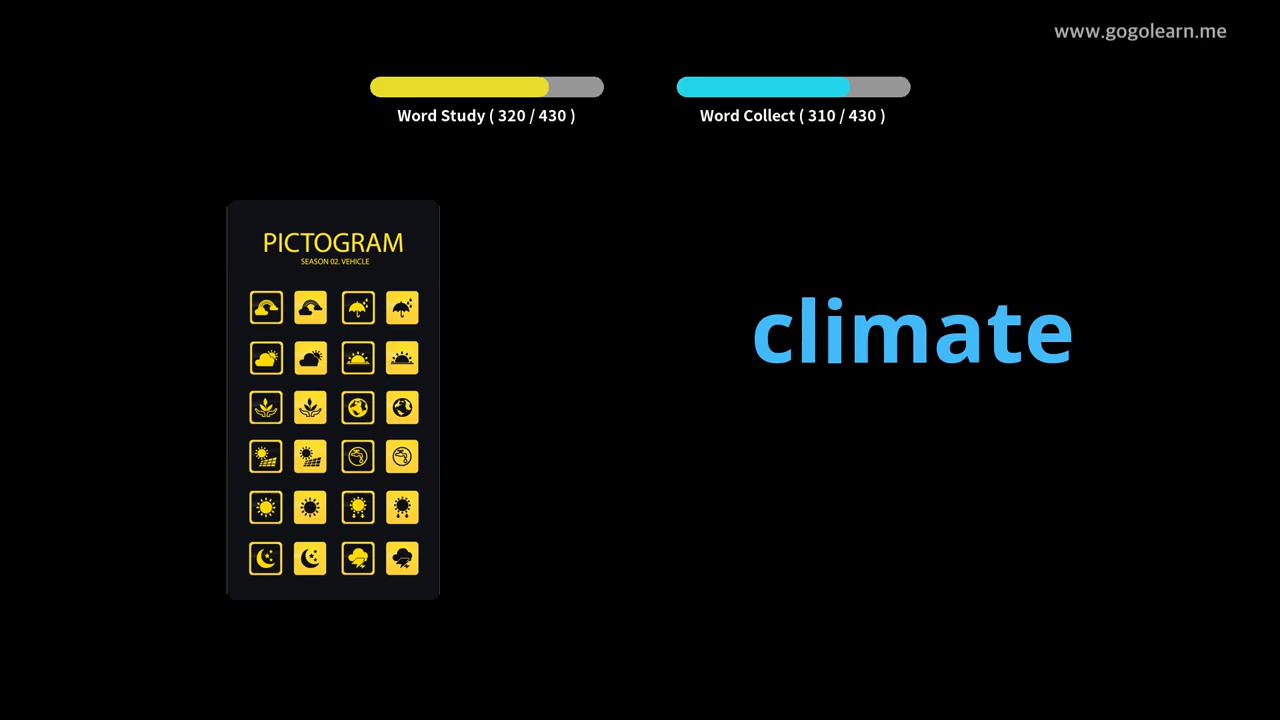 www.gogolearn.me
Word Study ( 320 / 430 )
Word Collect ( 310 / 430 )
PICTOGRAM
SEASON 02. VEHICLE
climate